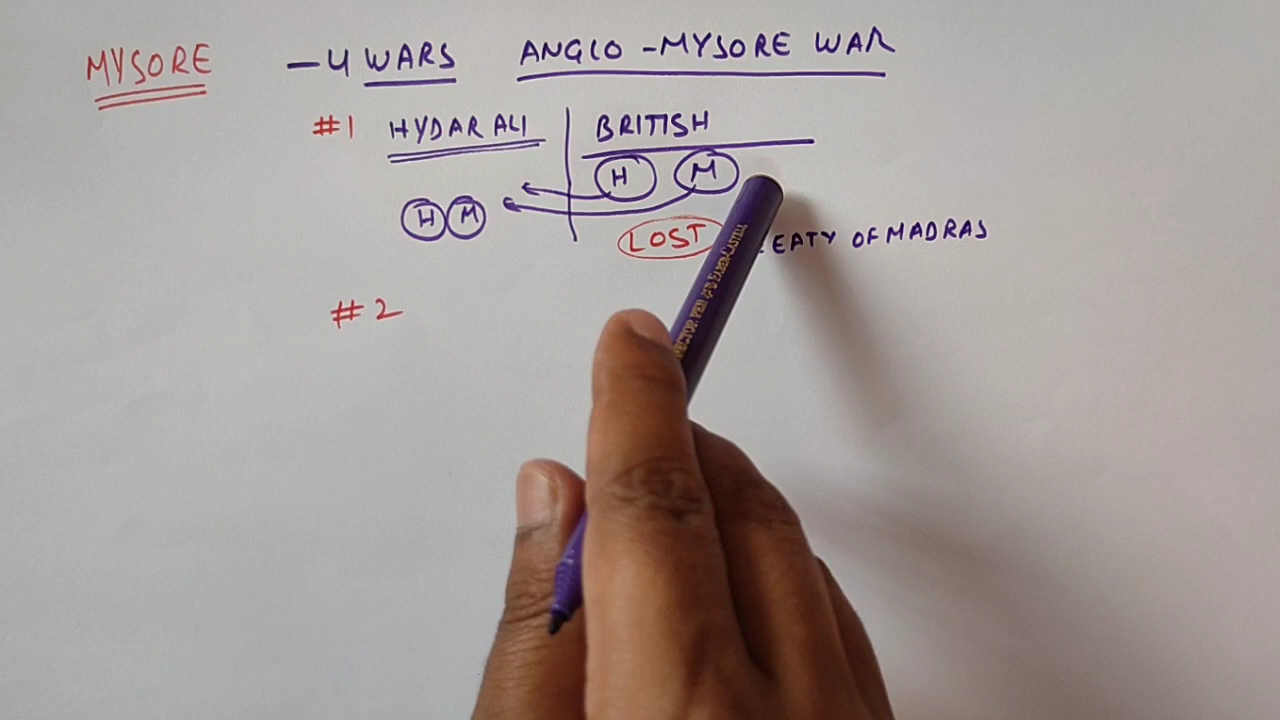 MYSORE - 4 WARS ANGLO - MYSORE WAR
#1 HYDAR ALI BRITISH
H M
H M
LOST EATY OF MADRAS
#2